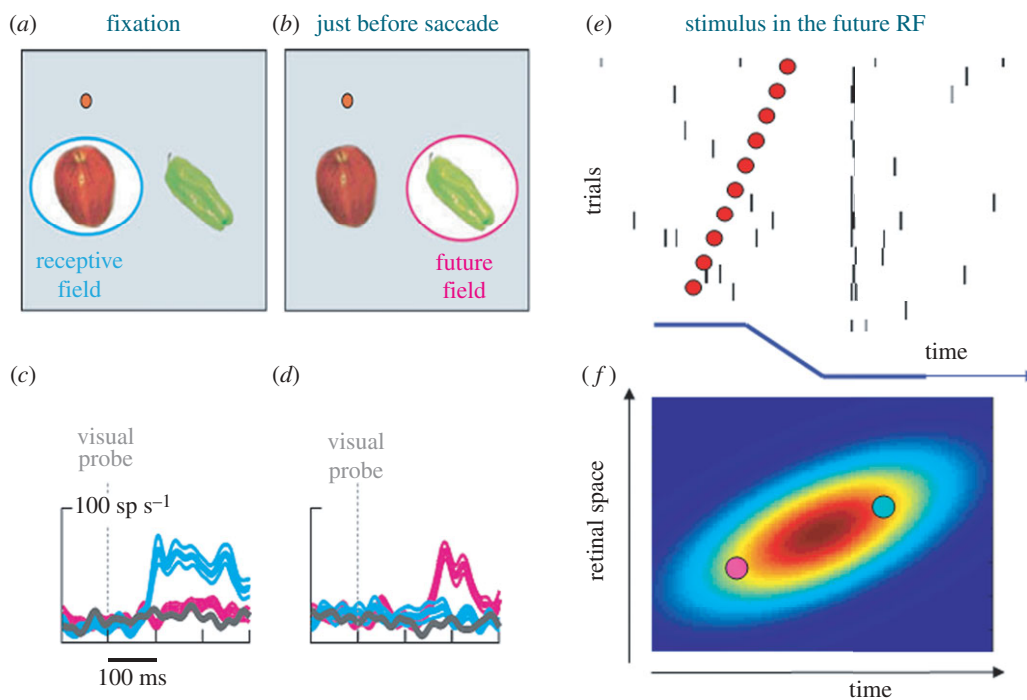 (a) fixation
(b) just before saccade
receptive
field
future
field
(c)
visual
probe
100 sp s⁻¹
100 ms
(d)
visual
probe
(e) stimulus in the future RF
trials
time
(f)
retinal space
time